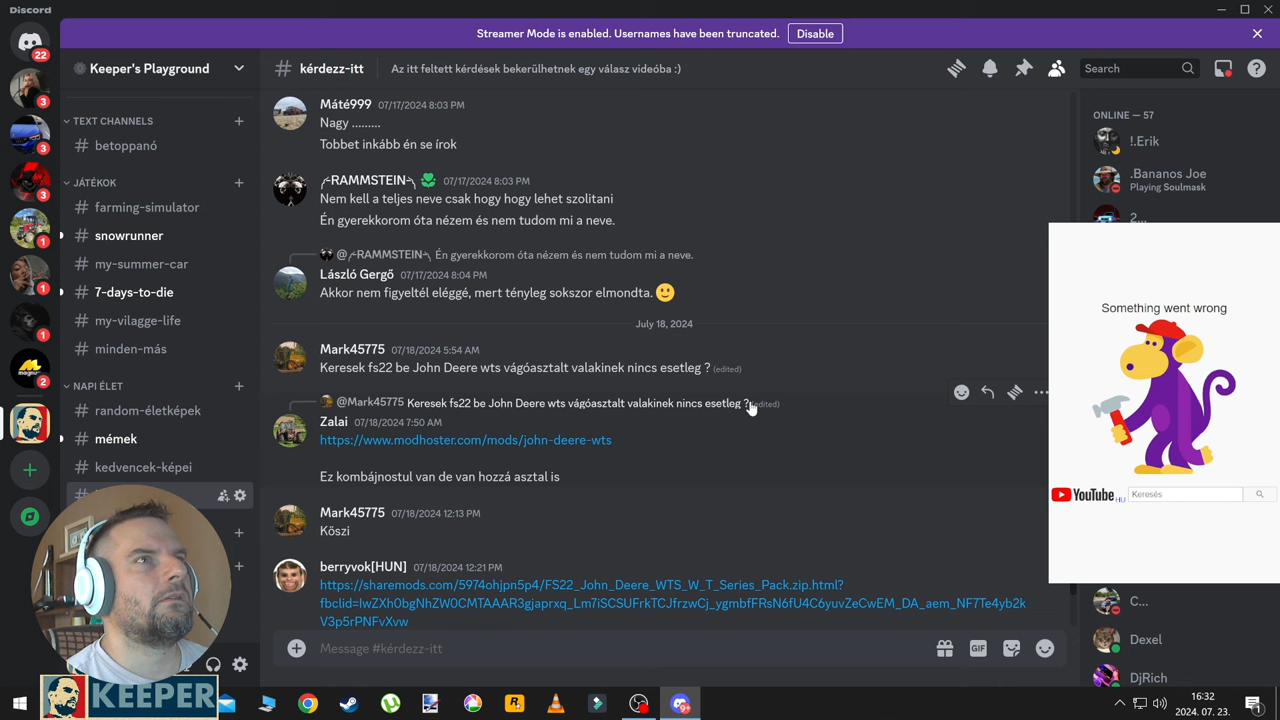 Discord
Streamer Mode is enabled. Usernames have been truncated.
Disable
22
3
3
3
1
1
1
2
Keeper's Playground
TEXT CHANNELS
betoppanó
JÁTÉKOK
farming-simulator
snowrunner
my-summer-car
7-days-to-die
my-vilagge-life
minden-más
NAPI ÉLET
random-életképek
mémek
kedvencek-képei
kérdezz-itt
Az itt feltett kérdések bekerülhetnek egy válasz videóba :)
Search
Máté999 07/17/2024 8:03 PM
Nagy .........
Tobbet inkább én se írok
╭-RAMMSTEIN-╮ 07/17/2024 8:03 PM
Nem kell a teljes neve csak hogy hogy lehet szolitani
Én gyerekkorom óta nézem és nem tudom mi a neve.
@╭-RAMMSTEIN-╮ Én gyerekkorom óta nézem és nem tudom mi a neve.
László Gergő 07/17/2024 8:04 PM
Akkor nem figyeltél eléggé, mert tényleg sokszor elmondta.
July 18, 2024
Mark45775 07/18/2024 5:54 AM
Keresek fs22 be John Deere wts vágóasztalt valakinek nincs esetleg ? (edited)
@Mark45775 Keresek fs22 be John Deere wts vágóasztalt valakinek nincs esetleg ? (edited)
Zalai 07/18/2024 7:50 AM
https://www.modhoster.com/mods/john-deere-wts
Ez kombájnostul van de van hozzá asztal is
Mark45775 07/18/2024 12:13 PM
Köszi
berryvok[HUN] 07/18/2024 12:21 PM
https://sharemods.com/5974ohjpn5p4/FS22_John_Deere_WTS_W_T_Series_Pack.zip.html?
fbclid=IwZXh0bgNhZW0CMTAAAR3gjaprxq_Lm7iSCSUFrkTCJfrzwCj_ygmbfFRsN6fU4C6yuvZeCwEM_DA_aem_NF7Te4yb2k
V3p5rPNFvXvw
Message #kérdezz-itt
GIF
ONLINE — 57
!.Erik
.Bananos Joe
Playing Soulmask
2...
Something went wrong
YouTube HU
Keresés
C...
Dexel
DjRich
KEEPER
16:32
2024. 07. 23.
1